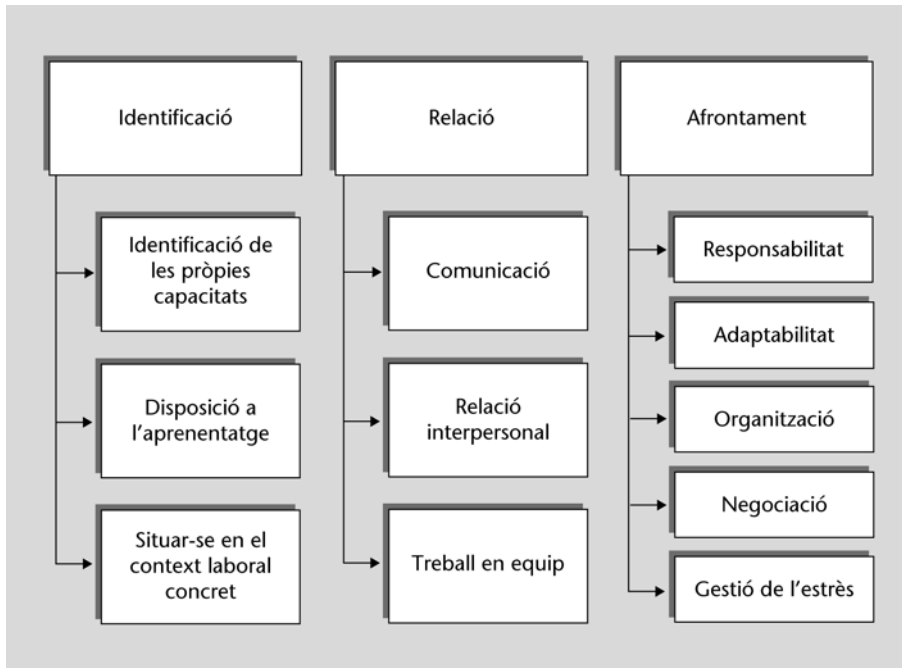 Identificació
Identificació de
les pròpies
capacitats
Disposició a
l'aprenentatge
Situar-se en el
context laboral
concret
Relació
Comunicació
Relació
interpersonal
Treball en equip
Afrontament
Responsabilitat
Adaptabilitat
Organització
Negociació
Gestió de l'estrès